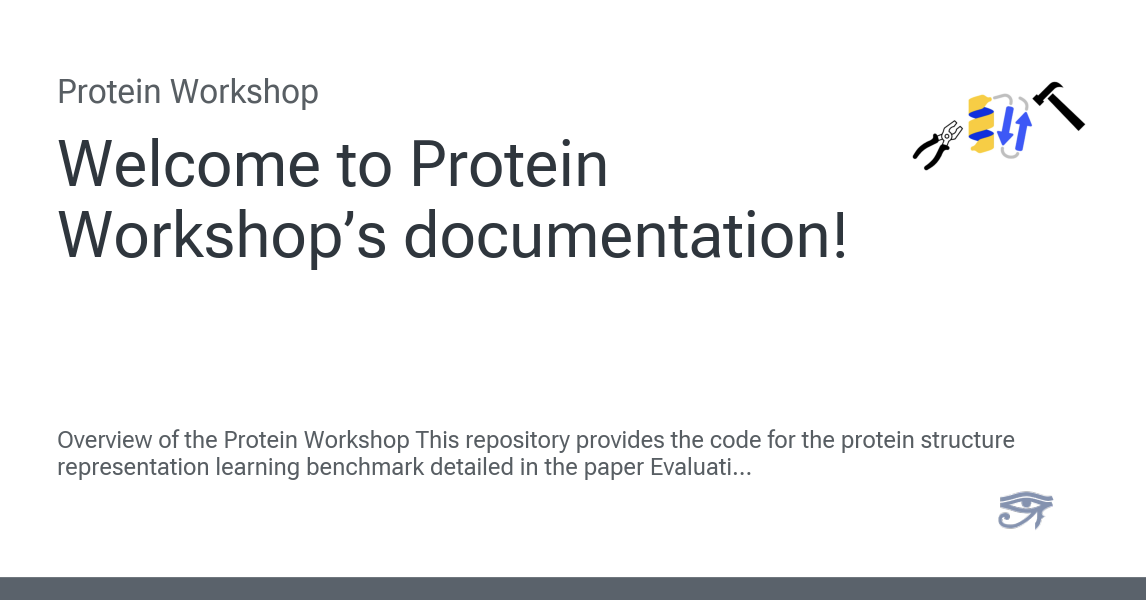 Protein Workshop
Welcome to Protein
Workshop’s documentation!
Overview of the Protein Workshop This repository provides the code for the protein structure
representation learning benchmark detailed in the paper Evaluati...